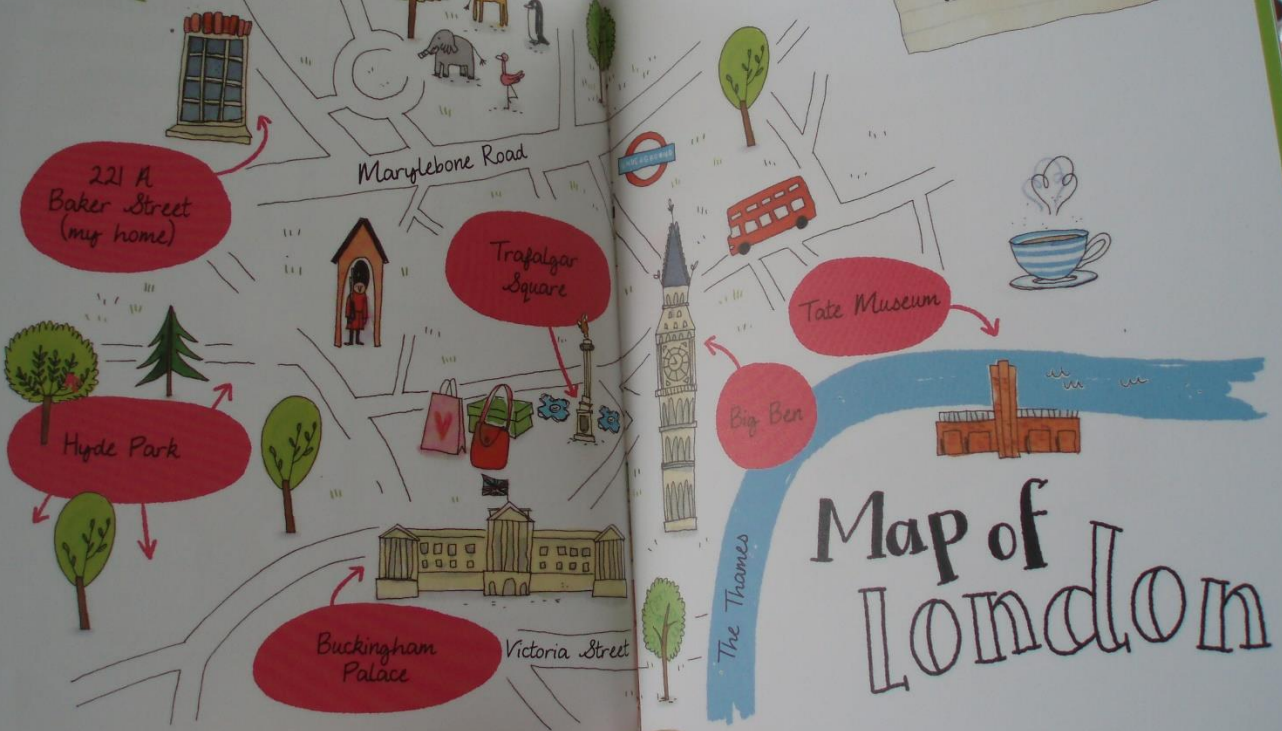 Marylebone Road
UNDERGROUND
221 A
Baker Street
(my home)
Trafalgar
Square
Tate Museum
Big Ben
Hyde Park
Buckingham
Palace
Victoria Street
The Thames
Map of
London